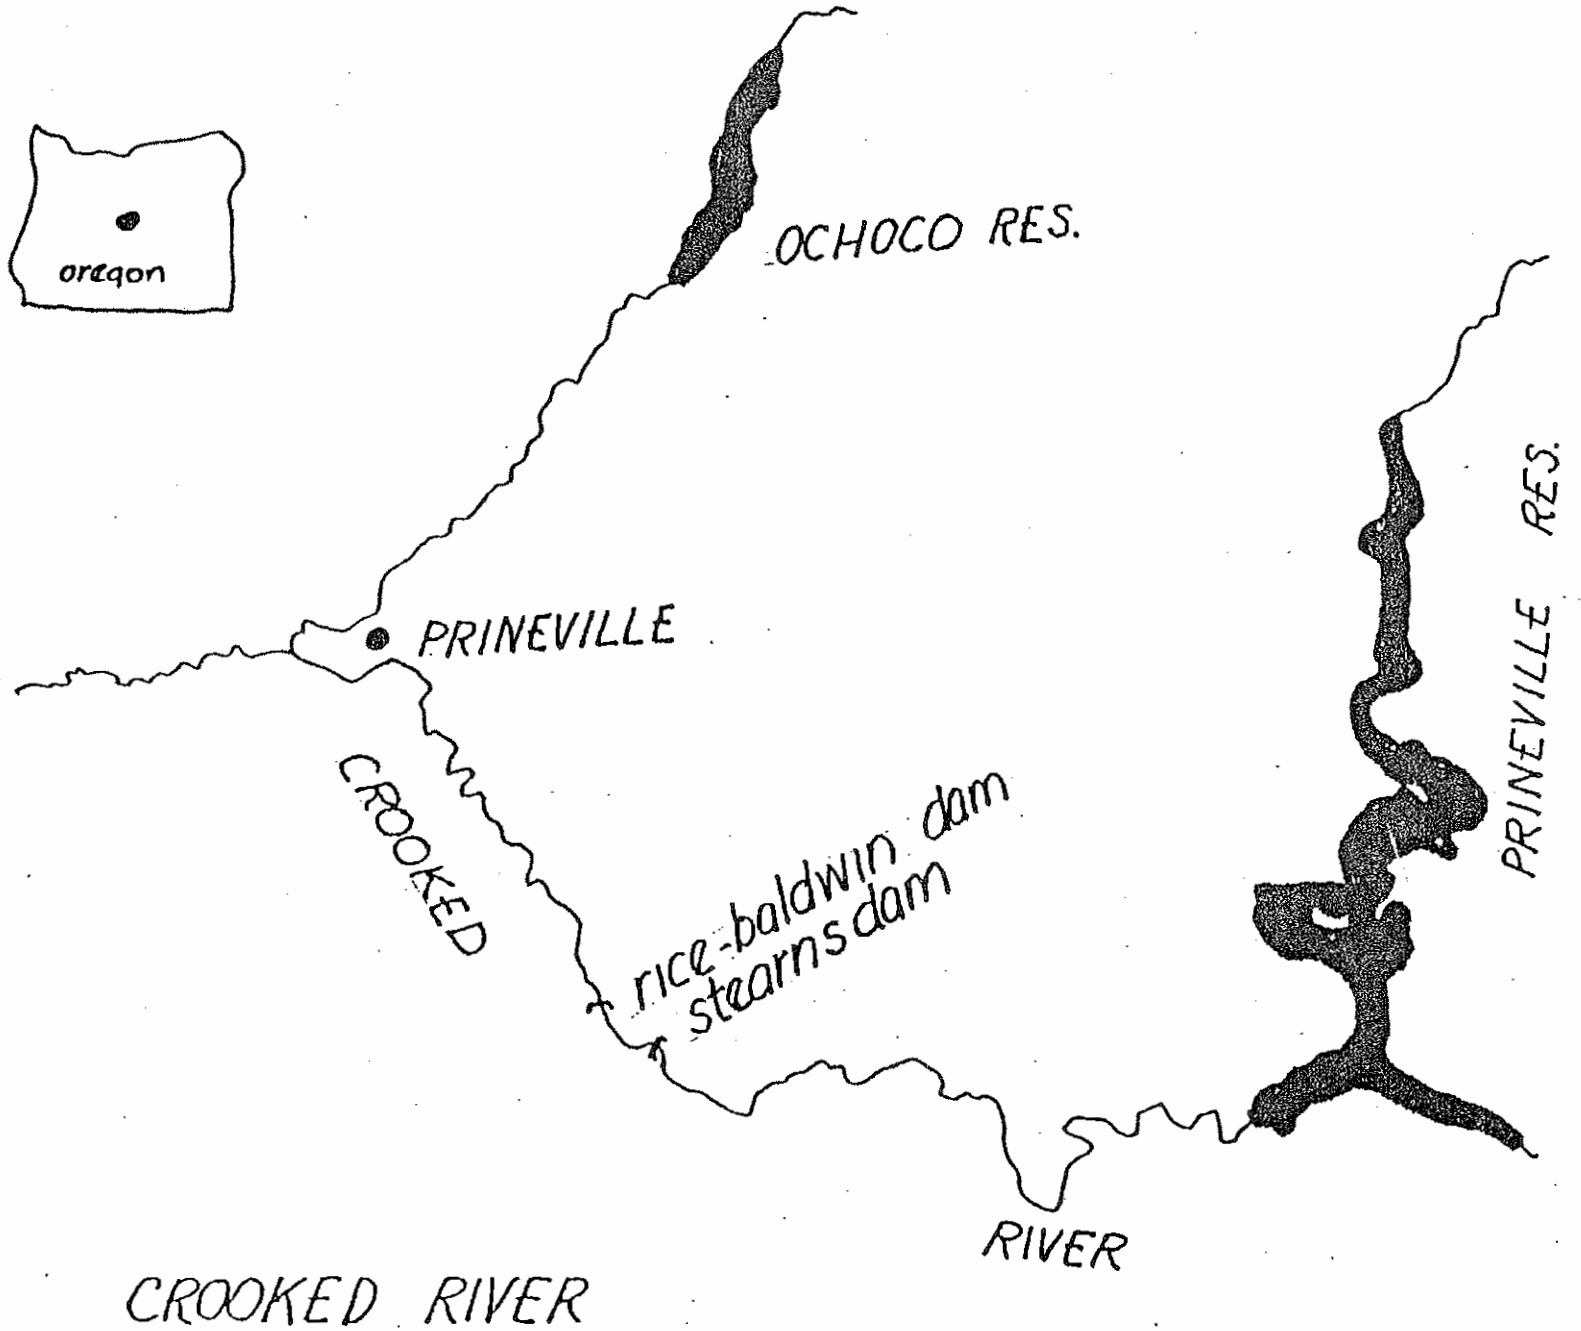 oregon
OCHOCO RES.
PRINEVILLE RES.
PRINEVILLE
CROOKED
rice-baldwin dam
stearns dam
RIVER
CROOKED RIVER